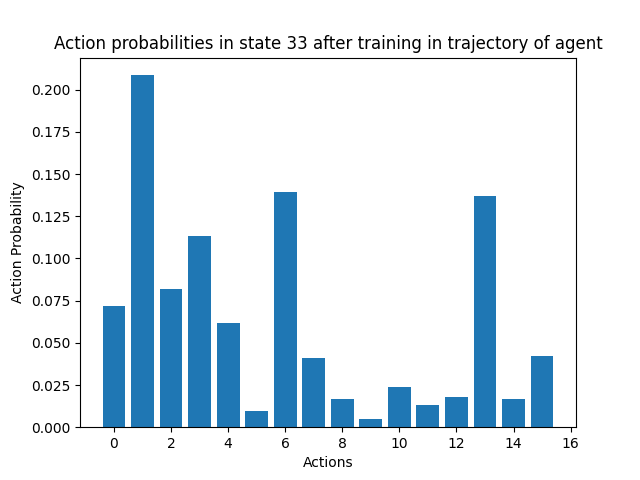 Action probabilities in state 33 after training in trajectory of agent
0.200
0.175
0.150
0.125
0.100
0.075
0.050
0.025
0.000
Action Probability
0 2 4 6 8 10 12 14 16
Actions